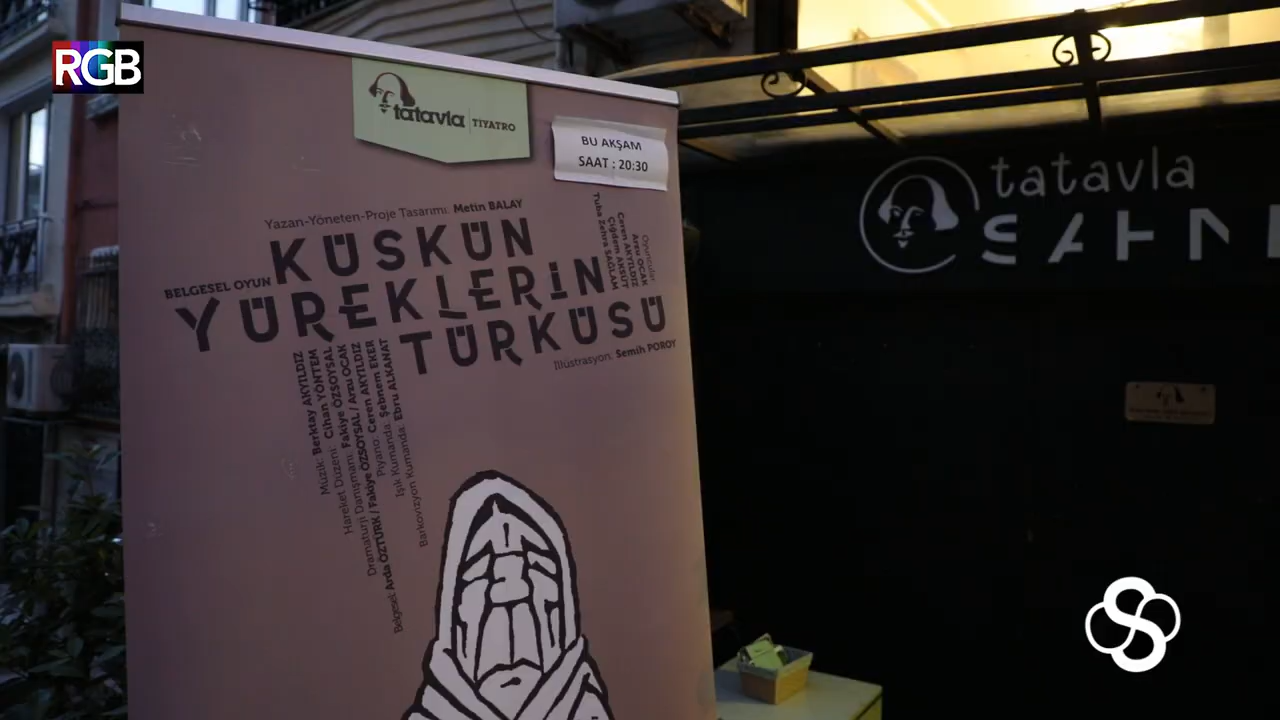 RGB
tatavla | TİYATRO
BU AKŞAM
SAAT : 20:30
Yazan-Yöneten-Proje Tasarımı: Metin BALAY
KÜSKÜN
BELGESEL OYUN
YÜREKLERİN
TÜRKÜSÜ
Oyuncular:
Arzu OCAK
Ceren AKYILDIZ
Çiğdem AKSÜT
Tuba Zehra SAĞLAM
İllüstrasyon: Semih POROY
Müzik: Berktay AKYILDIZ
Cihan YÖNTEM
Hareket Düzeni: Fakiye ÖZSOYSAL
Dramaturji Danışmanı: Fakiye ÖZSOYSAL / Arzu OCAK
Piyano: Ceren AKYILDIZ
Işık Kumanda: Şebnem EKER
Barkovizyon Kumanda: Ebru ALKANAT
Belgesel: Arda ÖZTÜRK /
tatavla
SAHN